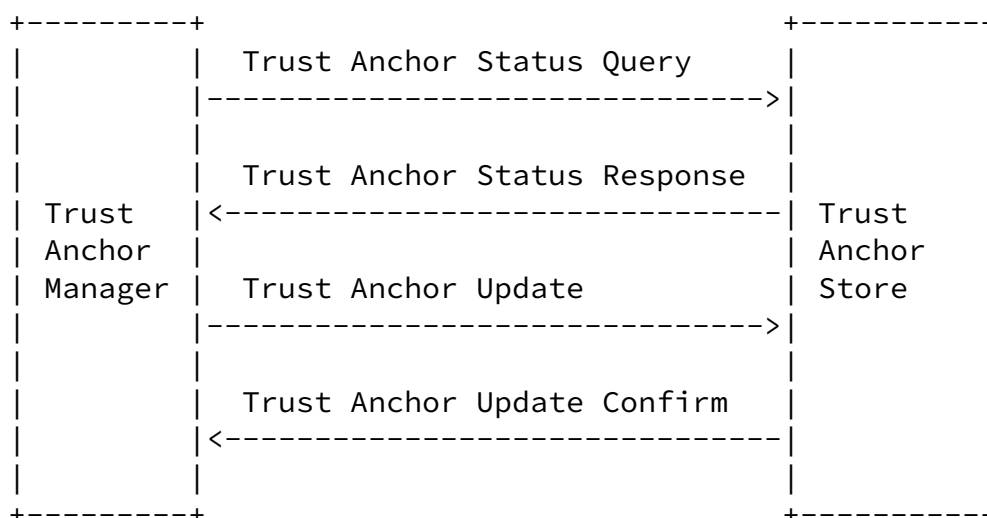 Trust Anchor Status Query
Trust Anchor Status Response
Trust
Anchor
Manager
Trust Anchor Update
Trust Anchor Update Confirm
Trust
Anchor
Store